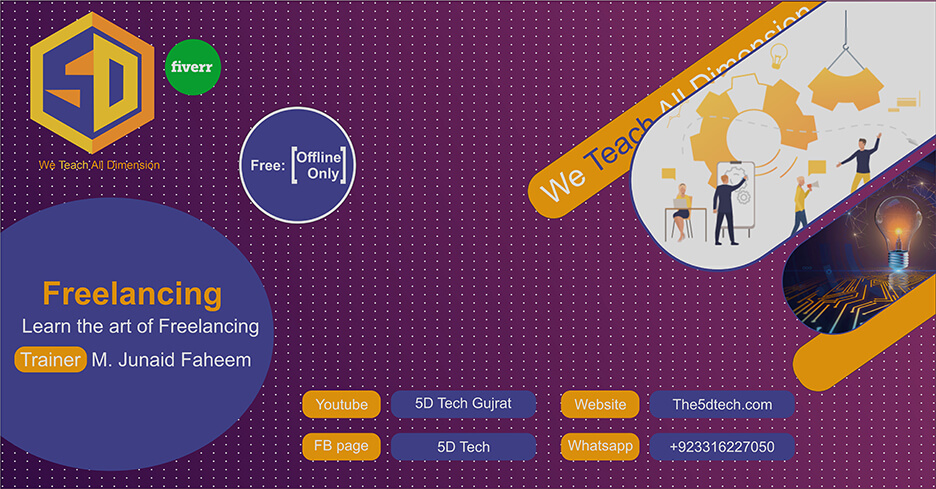 5D
fiverr
We Teach All Dimension
Free: [Offline Only]
We Teach All Dimension
Freelancing
Learn the art of Freelancing
Trainer M. Junaid Faheem
Youtube 5D Tech Gujrat
Website The5dtech.com
FB page 5D Tech
Whatsapp +923316227050